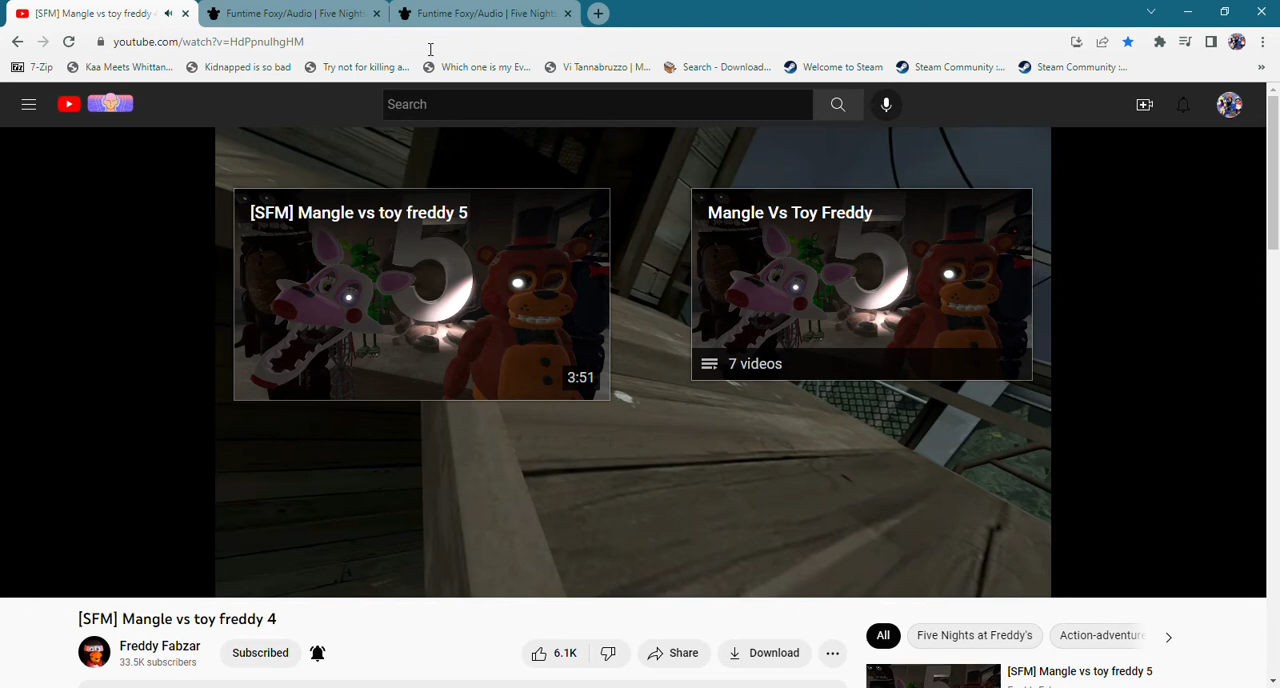 [SFM] Mangle vs toy freddy
Funtime Foxy/Audio | Five Nights
Funtime Foxy/Audio | Five Nights
youtube.com/watch?v=HdPpnulhgHM
7-Zip
Kaa Meets Whittan...
Kidnapped is so bad
Try not for killing a...
Which one is my Ev...
Vi Tannabruzzo | M...
Search - Download...
Welcome to Steam
Steam Community :...
Steam Community :...
»
Search
[SFM] Mangle vs toy freddy 5
3:51
Mangle Vs Toy Freddy
7 videos
[SFM] Mangle vs toy freddy 4
Freddy Fabzar
33.5K subscribers
Subscribed
6.1K
Share
Download
All
Five Nights at Freddy's
Action-adventure
[SFM] Mangle vs toy freddy 5